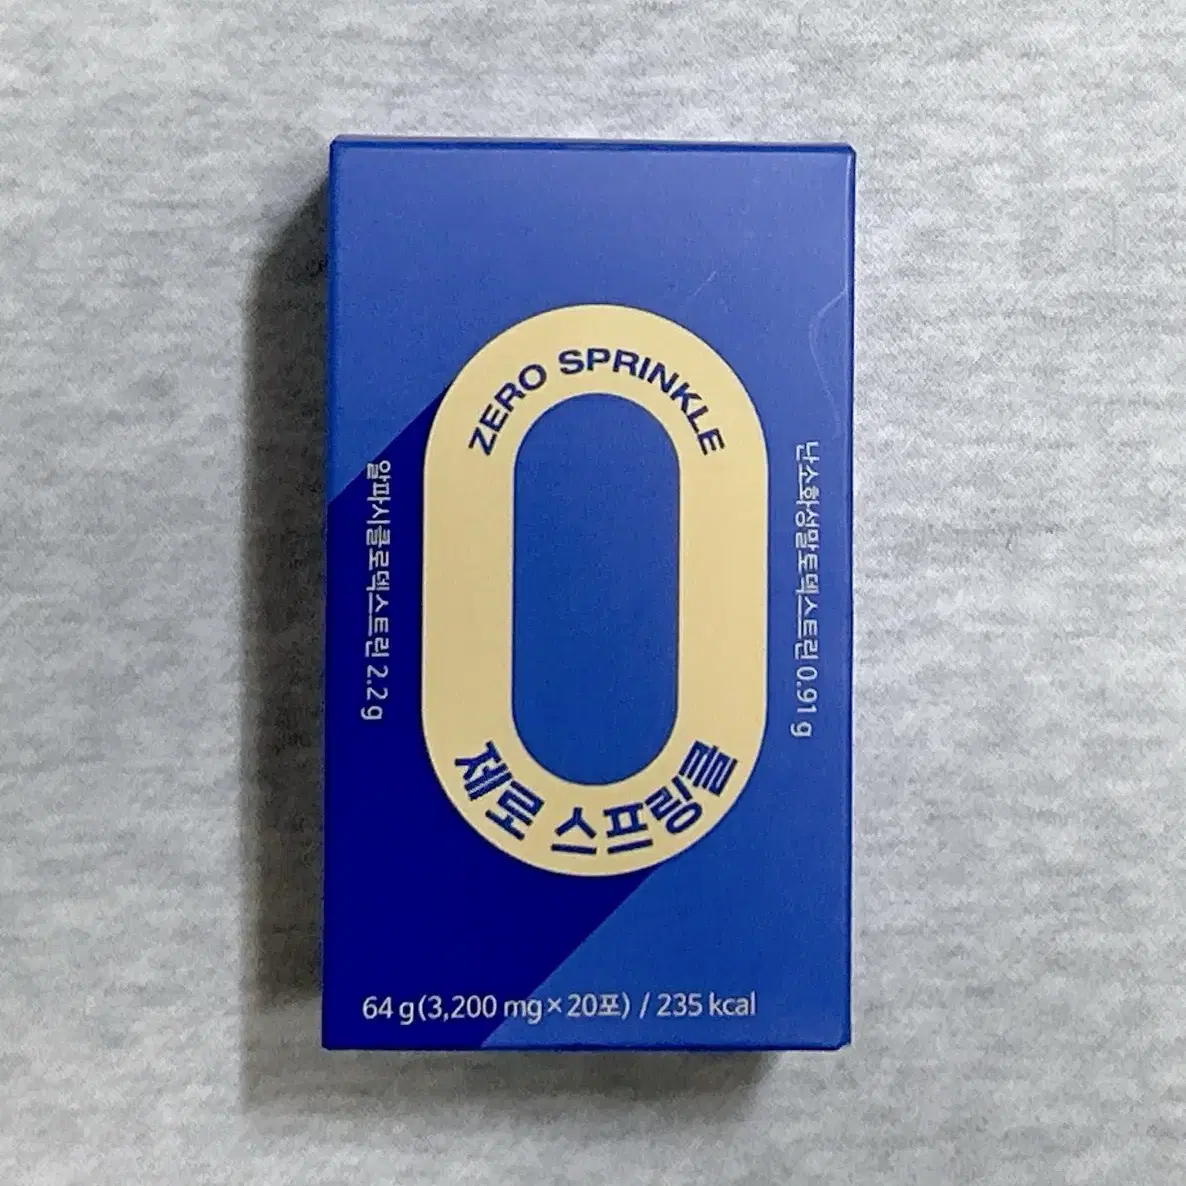 ZERO SPRINKLE
알파시클로덱스트린 2.2 g
난소화성말토덱스트린 0.91 g
제로 스프링클
64 g(3,200 mg×20포) / 235 kcal